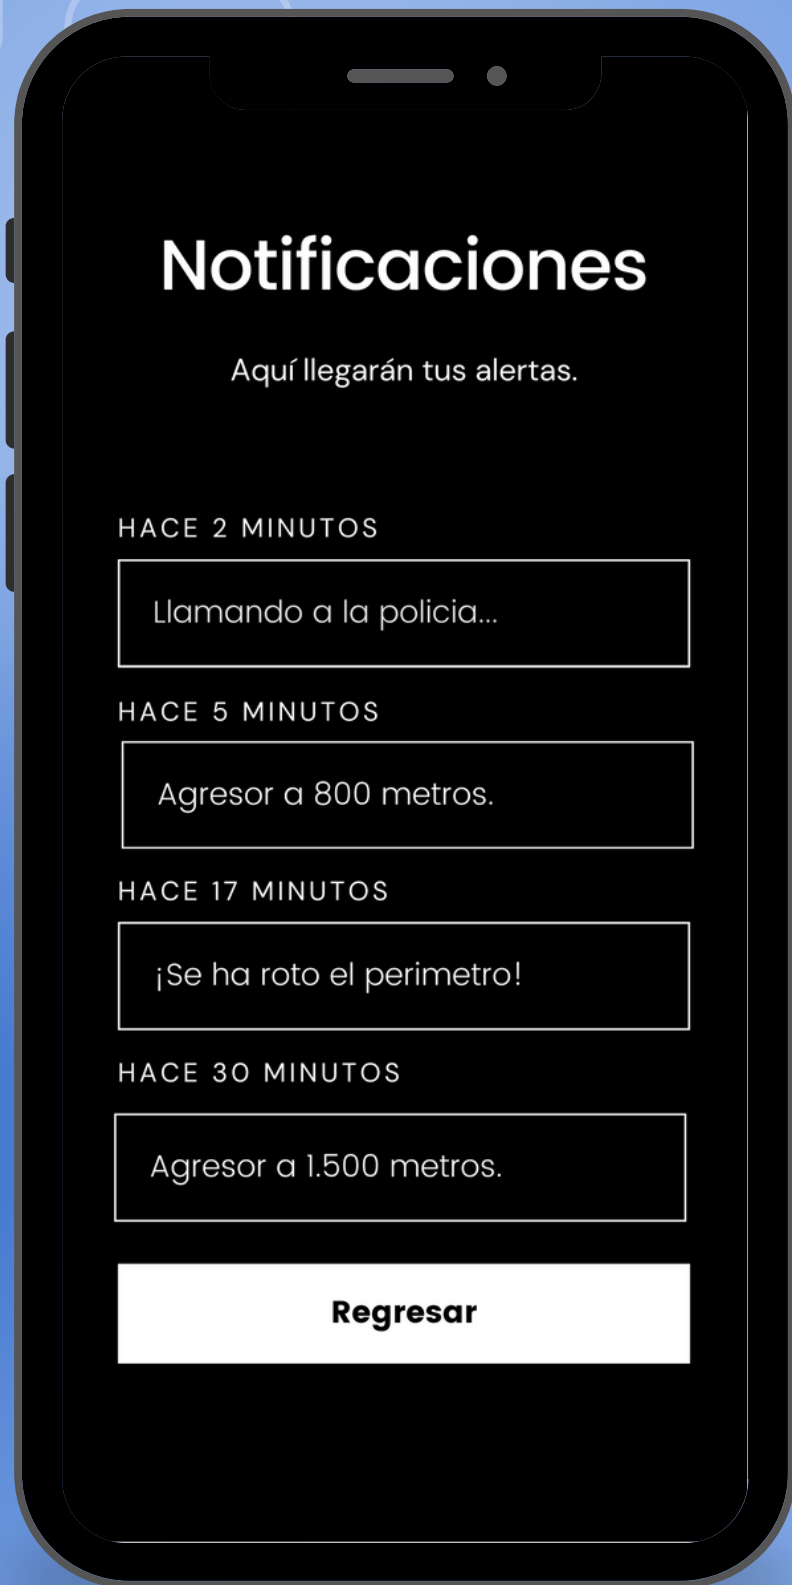 Notificaciones
Aquí llegarán tus alertas.
HACE 2 MINUTOS
Llamando a la policia...
HACE 5 MINUTOS
Agresor a 800 metros.
HACE 17 MINUTOS
¡Se ha roto el perimetro!
HACE 30 MINUTOS
Agresor a 1.500 metros.
Regresar